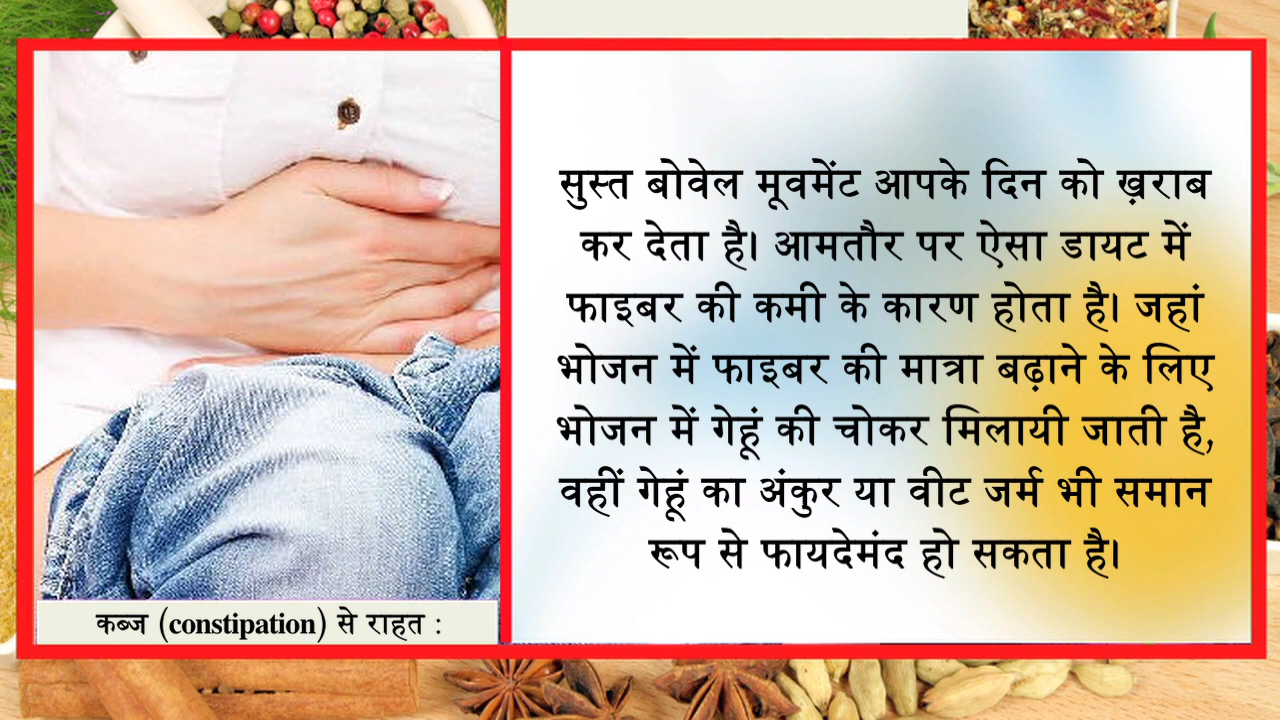 सुस्त बोवेल मूवमेंट आपके दिन को ख़राब
कर देता है। आमतौर पर ऐसा डायट में
फाइबर की कमी के कारण होता है। जहां
भोजन में फाइबर की मात्रा बढ़ाने के लिए
भोजन में गेहूं की चोकर मिलायी जाती है,
वहीं गेहूं का अंकुर या वीट जर्म भी समान
रूप से फायदेमंद हो सकता है।
कब्ज (constipation) से राहत :